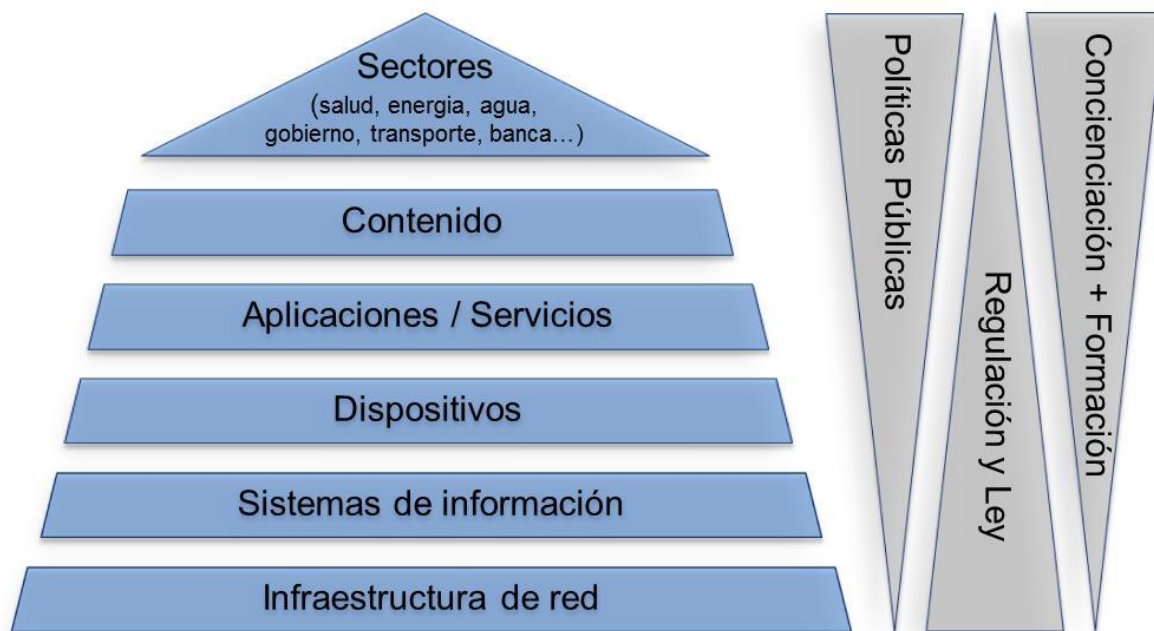 Sectores
(salud, energia, agua,
gobierno, transporte, banca…)
Contenido
Aplicaciones / Servicios
Dispositivos
Sistemas de información
Infraestructura de red
Políticas Públicas
Regulación y Ley
Concienciación + Formación